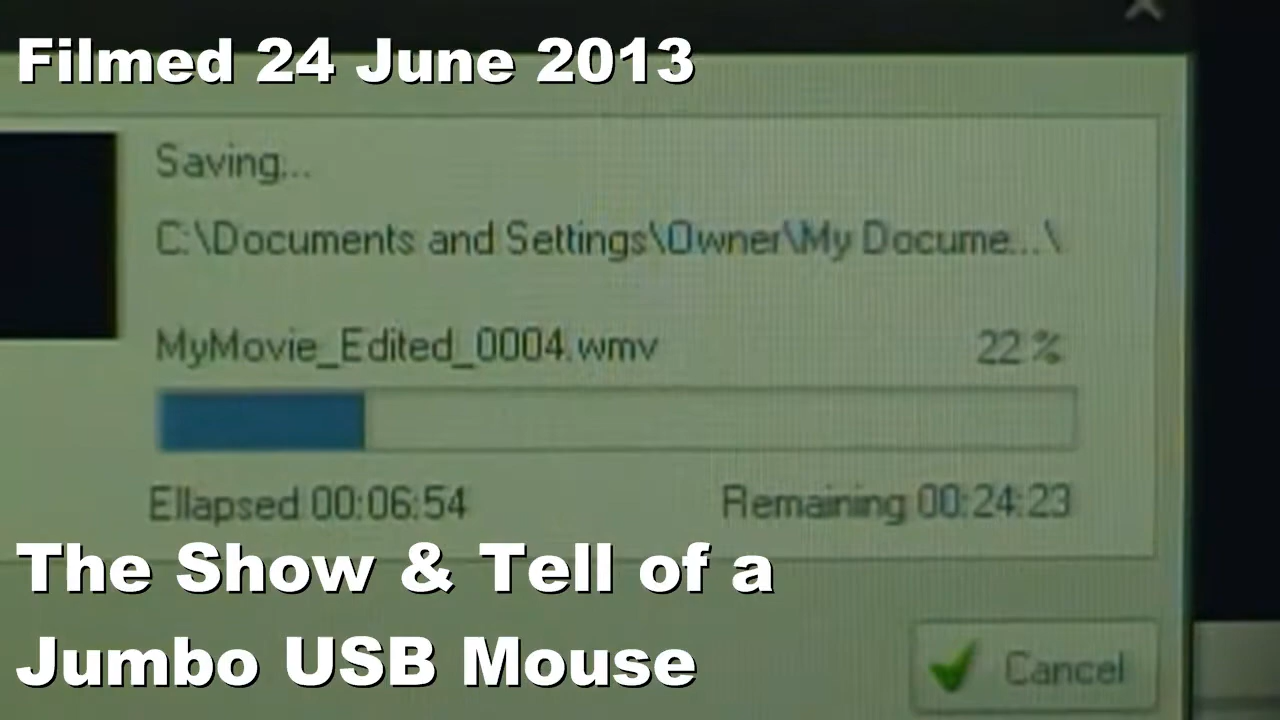 Filmed 24 June 2013
Saving...
C:\Documents and Settings\Owner\My Docume...\
MyMovie_Edited_0004.wmv 22 %
Ellapsed 00:06:54 Remaining 00:24:23
The Show & Tell of a
Jumbo USB Mouse
Cancel